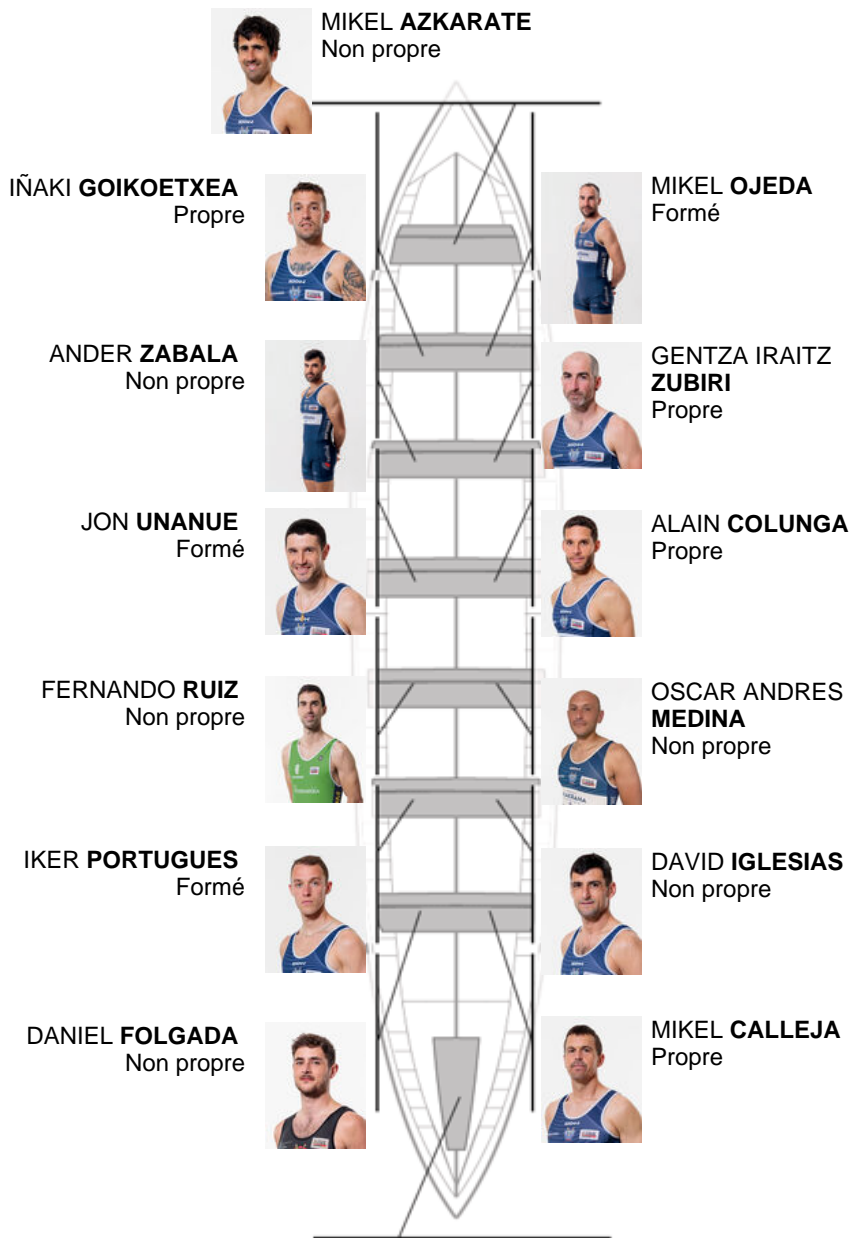 MIKEL AZKARATE
Non propre
IÑAKI GOIKOETXEA
Propre
MIKEL OJEDA
Formé
ANDER ZABALA
Non propre
GENTZA IRAITZ
ZUBIRI
Propre
JON UNANUE
Formé
ALAIN COLUNGA
Propre
FERNANDO RUIZ
Non propre
OSCAR ANDRES
MEDINA
Non propre
IKER PORTUGUES
Formé
DAVID IGLESIAS
Non propre
DANIEL FOLGADA
Non propre
MIKEL CALLEJA
Propre